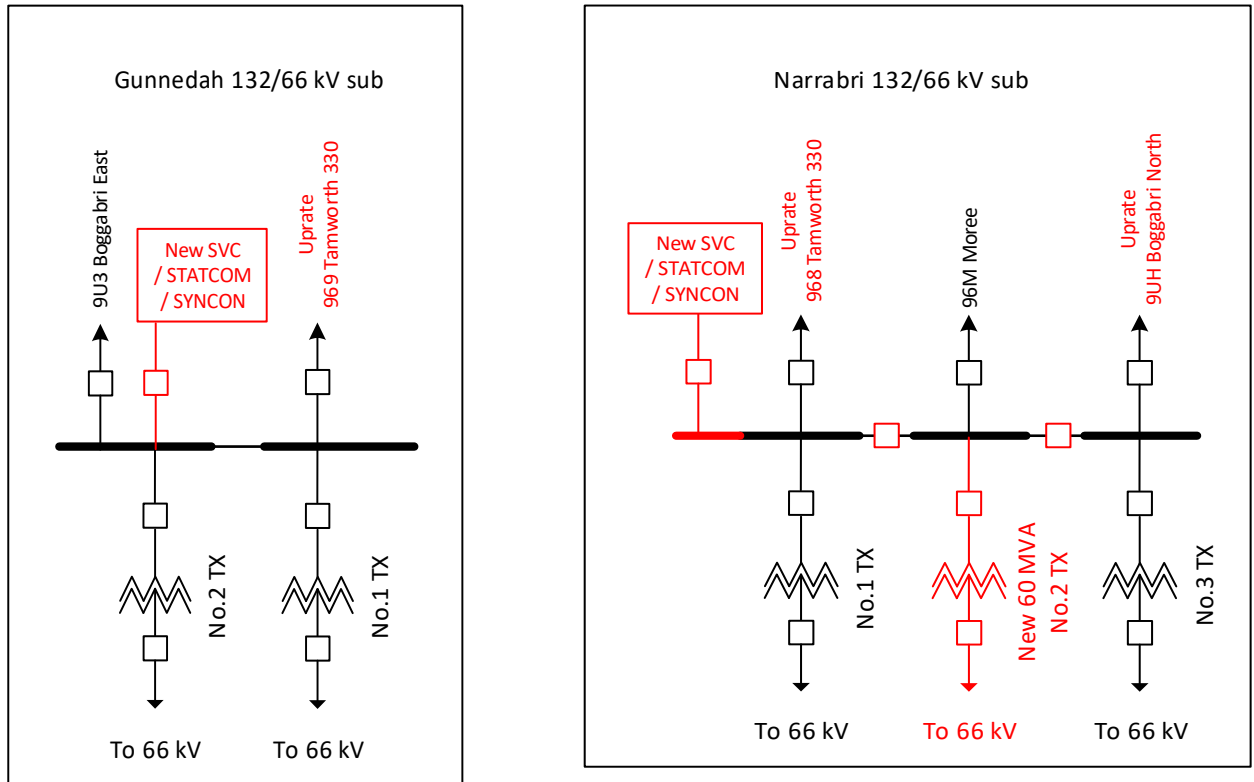 Gunnedah 132/66 kV sub
9U3 Boggabri East
New SVC
/ STATCOM
/ SYNCON
Uprate
969 Tamworth 330
No.2 TX
No.1 TX
To 66 kV
To 66 kV
Narrabri 132/66 kV sub
New SVC
/ STATCOM
/ SYNCON
Uprate
968 Tamworth 330
96M Moree
Uprate
9UH Boggabri North
No.1 TX
New 60 MVA
No.2 TX
No.3 TX
To 66 kV
To 66 kV
To 66 kV